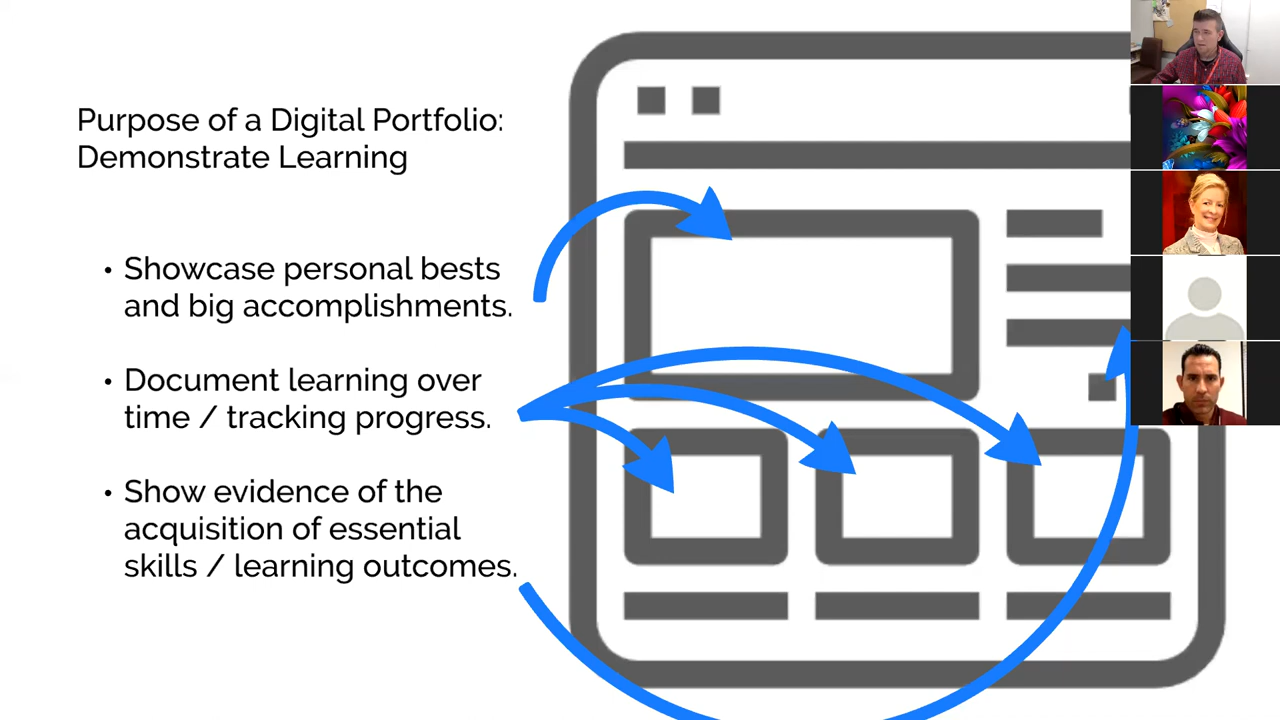 Purpose of a Digital Portfolio:
Demonstrate Learning
• Showcase personal bests
and big accomplishments.
• Document learning over
time / tracking progress.
• Show evidence of the
acquisition of essential
skills / learning outcomes.